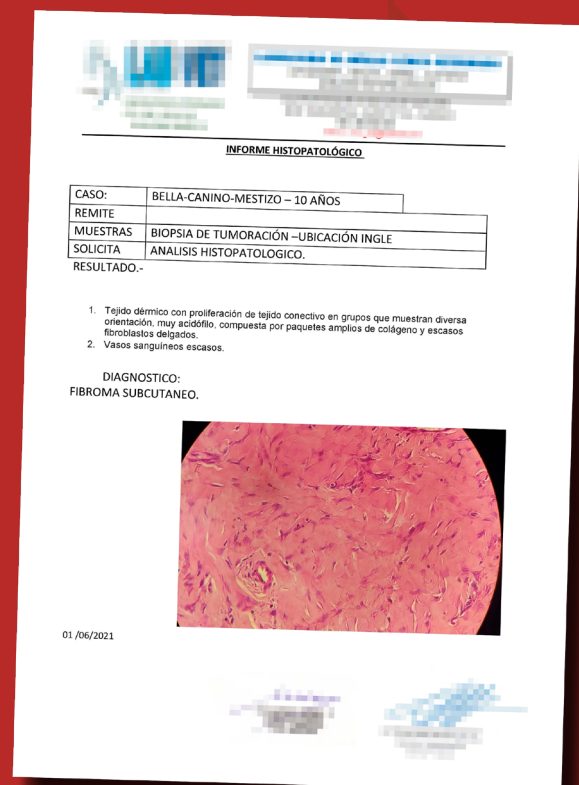 INFORME HISTOPATOLÓGICO
CASO: BELLA-CANINO-MESTIZO – 10 AÑOS
REMITE
MUESTRAS BIOPSIA DE TUMORACIÓN –UBICACIÓN INGLE
SOLICITA ANALISIS HISTOPATOLOGICO.
RESULTADO.-
1. Tejido dérmico con proliferación de tejido conectivo en grupos que muestran diversa
orientación, muy acidófilo, compuesta por paquetes amplios de colágeno y escasos
fibroblastos delgados.
2. Vasos sanguíneos escasos.
DIAGNOSTICO:
FIBROMA SUBCUTANEO.
01 /06/2021